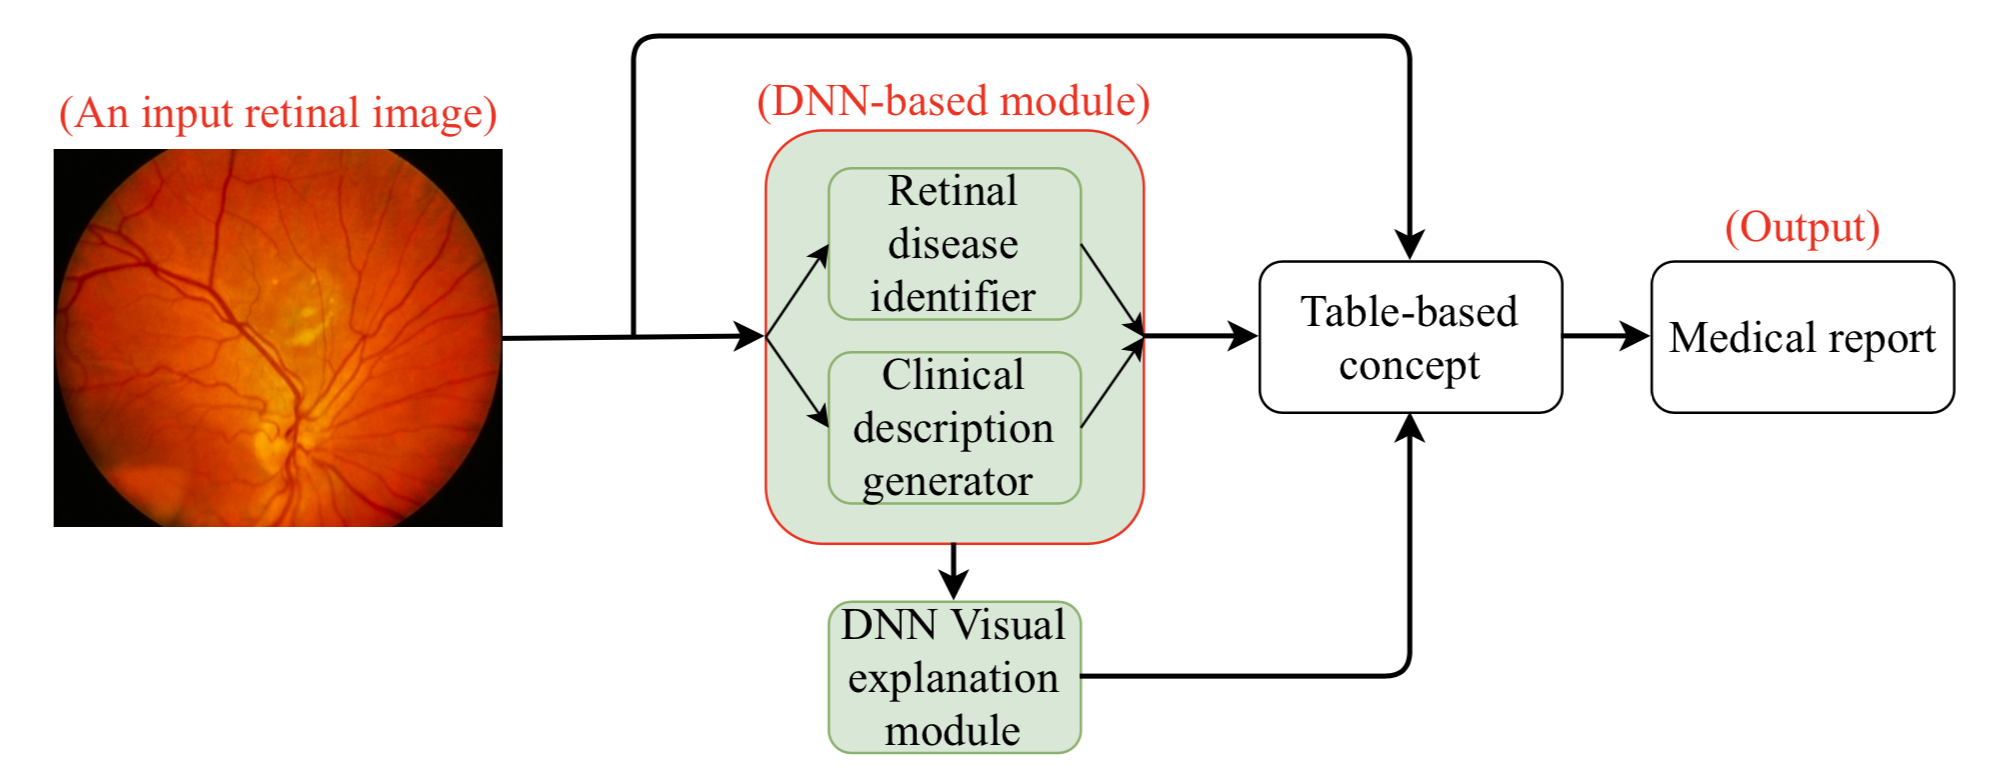 (An input retinal image)
(DNN-based module)
Retinal
disease
identifier
Clinical
description
generator
DNN Visual
explanation
module
Table-based
concept
(Output)
Medical report